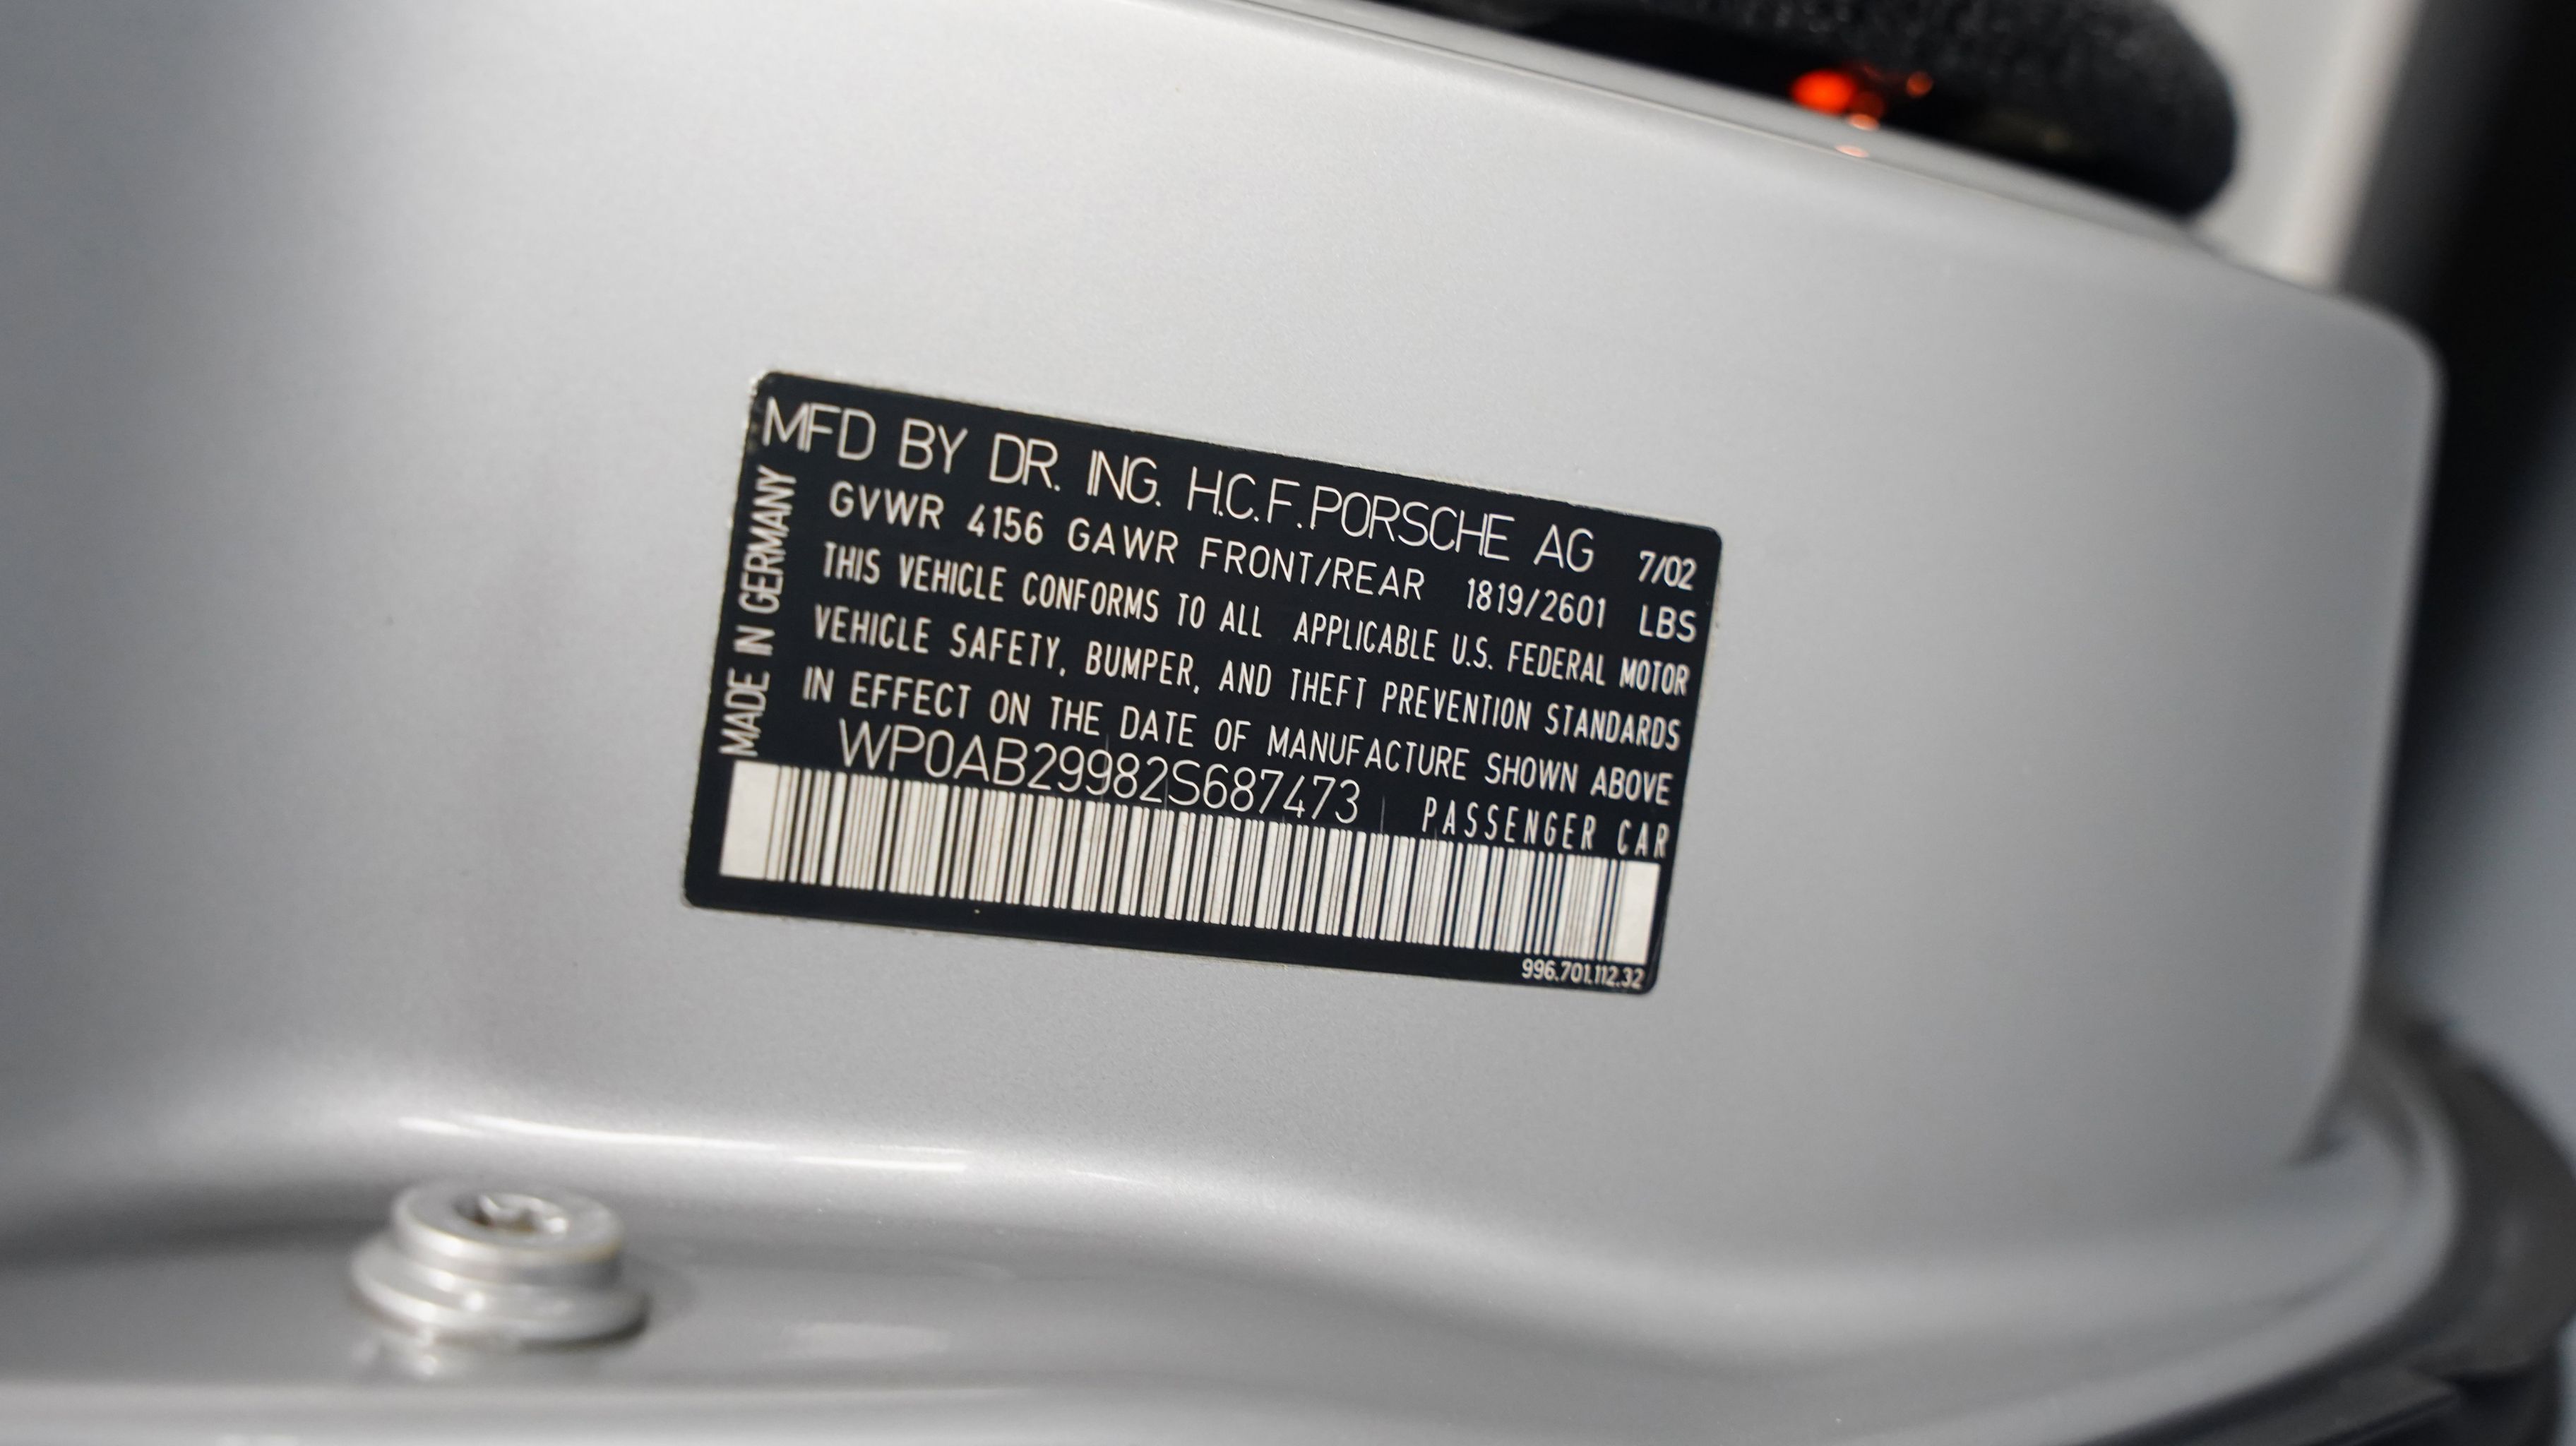 MFD BY DR. ING. H.C.F.PORSCHE AG 7/02
GVWR 4156 GAWR FRONT/REAR 1819/2601 LBS
THIS VEHICLE CONFORMS TO ALL APPLICABLE U.S. FEDERAL MOTOR
VEHICLE SAFETY, BUMPER, AND THEFT PREVENTION STANDARDS
IN EFFECT ON THE DATE OF MANUFACTURE SHOWN ABOVE
WP0AB29982S687473 PASSENGER CAR
MADE IN GERMANY
996.701.112.32